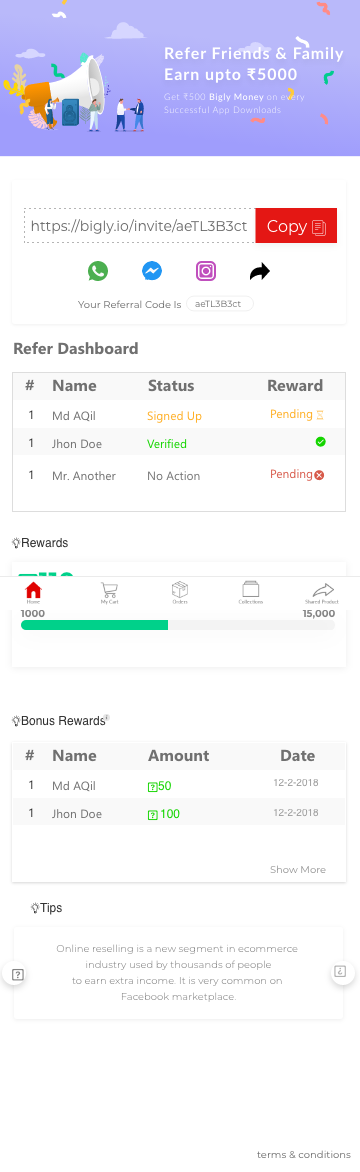 Refer Friends & Family
Earn upto ₹5000
Get ₹500 Bigly Money on every
Successful App Downloads
https://bigly.io/invite/aeTL3B3ct Copy
Your Referral Code Is aeTL3B3ct
Refer Dashboard
# Name Status Reward
1 Md AQil Signed Up Pending
1 Jhon Doe Verified
1 Mr. Another No Action Pending
Rewards
Home My Cart Orders Collections Shared Product
1000 15,000
Bonus Rewards
# Name Amount Date
1 Md AQil 50 12-2-2018
1 Jhon Doe 100 12-2-2018
Show More
Tips
Online reselling is a new segment in ecommerce
industry used by thousands of people
to earn extra income. It is very common on
Facebook marketplace.
terms & conditions